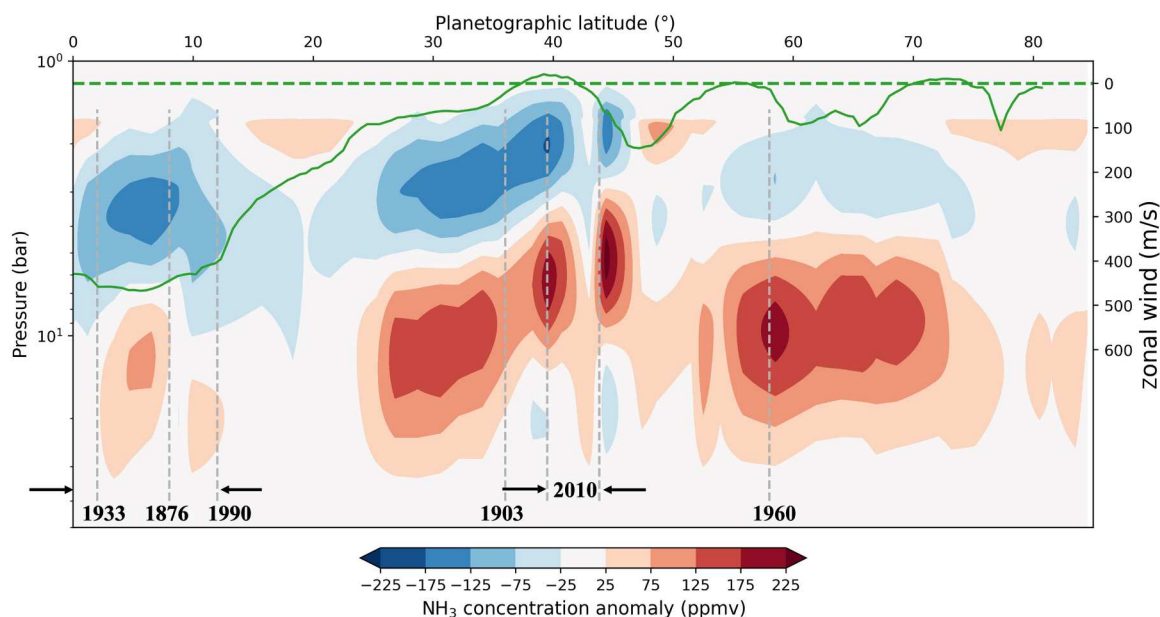 Planetographic latitude (°)
0 10 20 30 40 50 60 70 80
10⁰
10¹
Pressure (bar)
0
100
200
300
400
500
600
Zonal wind (m/s)
1933 1876 1990 1903 2010 1960
−225 −175 −125 −75 −25 25 75 125 175 225
NH₃ concentration anomaly (ppmv)